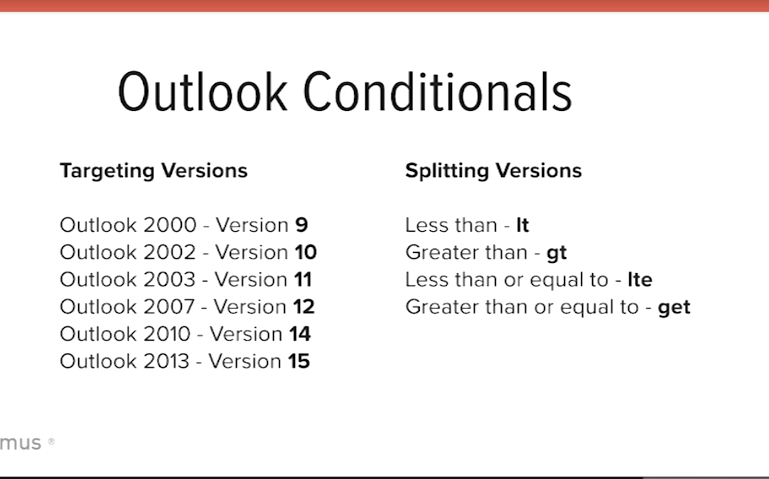 Outlook Conditionals
Targeting Versions
Outlook 2000 - Version 9
Outlook 2002 - Version 10
Outlook 2003 - Version 11
Outlook 2007 - Version 12
Outlook 2010 - Version 14
Outlook 2013 - Version 15
Splitting Versions
Less than - lt
Greater than - gt
Less than or equal to - lte
Greater than or equal to - get
mus ®